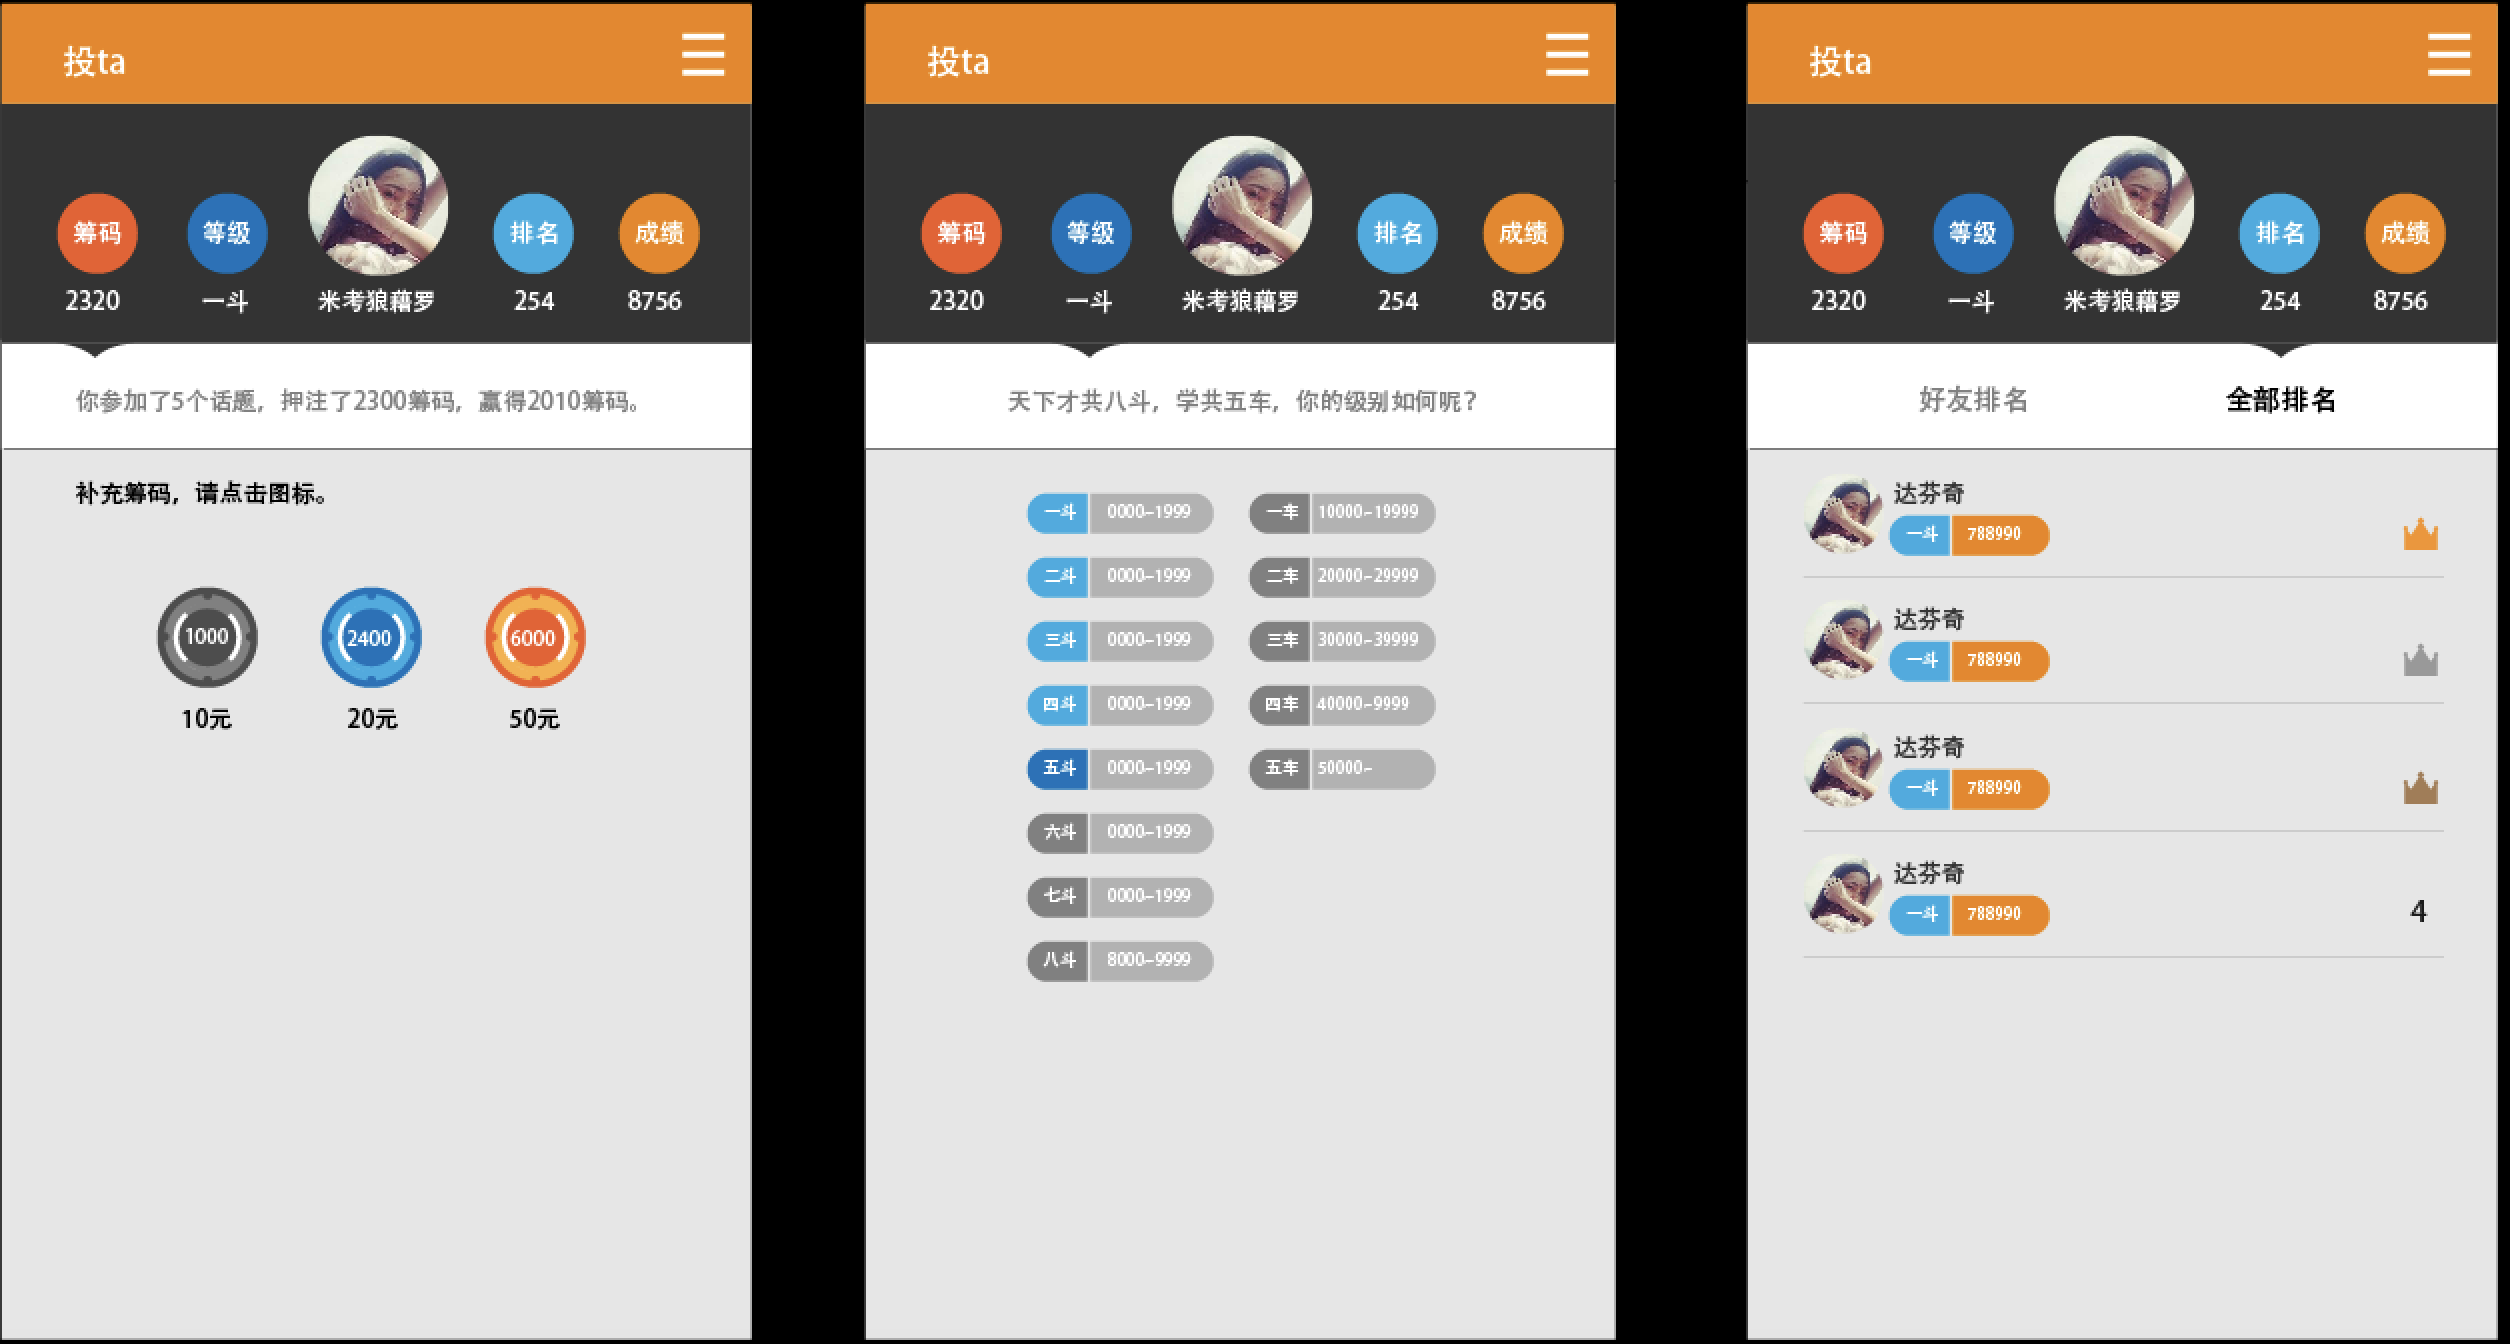 投ta
筹码 等级 排名 成绩
2320 一斗 米考狼藉罗 254 8756
你参加了5个话题，押注了2300筹码，赢得2010筹码。
补充筹码，请点击图标。
1000 2400 6000
10元 20元 50元
投ta
筹码 等级 排名 成绩
2320 一斗 米考狼藉罗 254 8756
天下才共八斗，学共五车，你的级别如何呢？
一斗 0000-1999 一车 10000-19999
二斗 0000-1999 二车 20000-29999
三斗 0000-1999 三车 30000-39999
四斗 0000-1999 四车 40000-9999
五斗 0000-1999 五车 50000-
六斗 0000-1999
七斗 0000-1999
八斗 8000-9999
投ta
筹码 等级 排名 成绩
2320 一斗 米考狼藉罗 254 8756
好友排名 全部排名
达芬奇
一斗 788990
达芬奇
一斗 788990
达芬奇
一斗 788990
达芬奇
一斗 788990 4